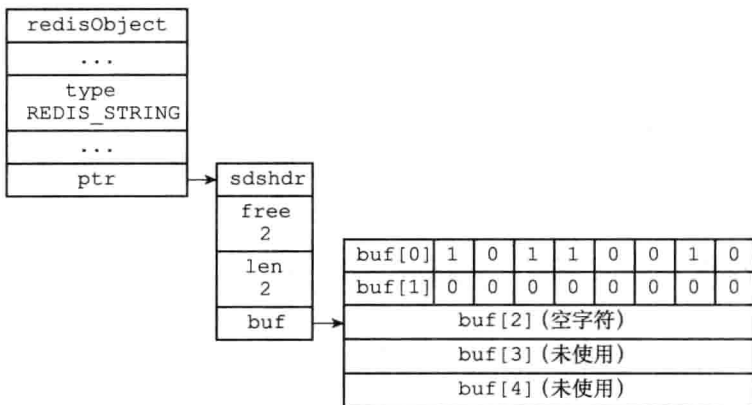 redisObject
...
type
REDIS_STRING
...
ptr
sdshdr
free
2
len
2
buf
buf[0] 1 0 1 1 0 0 1 0
buf[1] 0 0 0 0 0 0 0 0
buf[2](空字符)
buf[3](未使用)
buf[4](未使用)